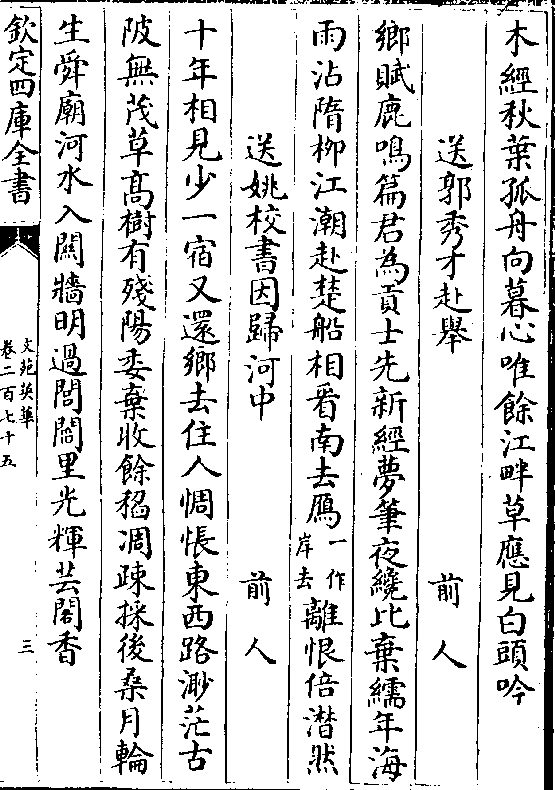 木經秋葉孤舟向暮心唯餘江畔草應見白頭吟
送郭秀才赴舉 前人
鄉賦鹿鳴篇君為貢士先新經夢筆夜纔比棄繻年海
雨沾隋栁江潮赴楚船相㸔南去鴈一作岸去離恨倍潸然
送姚校書因歸河中 前人
十年相見少一宿又還鄉去住人惆悵東西路渺茫古
陂無茂草髙樹有殘陽委棄收餘稻凋疎採後桑月輪
生舜廟河水入闗牆明過閭閻里光輝芸閣香
欽定四庫全書
文苑英華
卷二百七十五
三